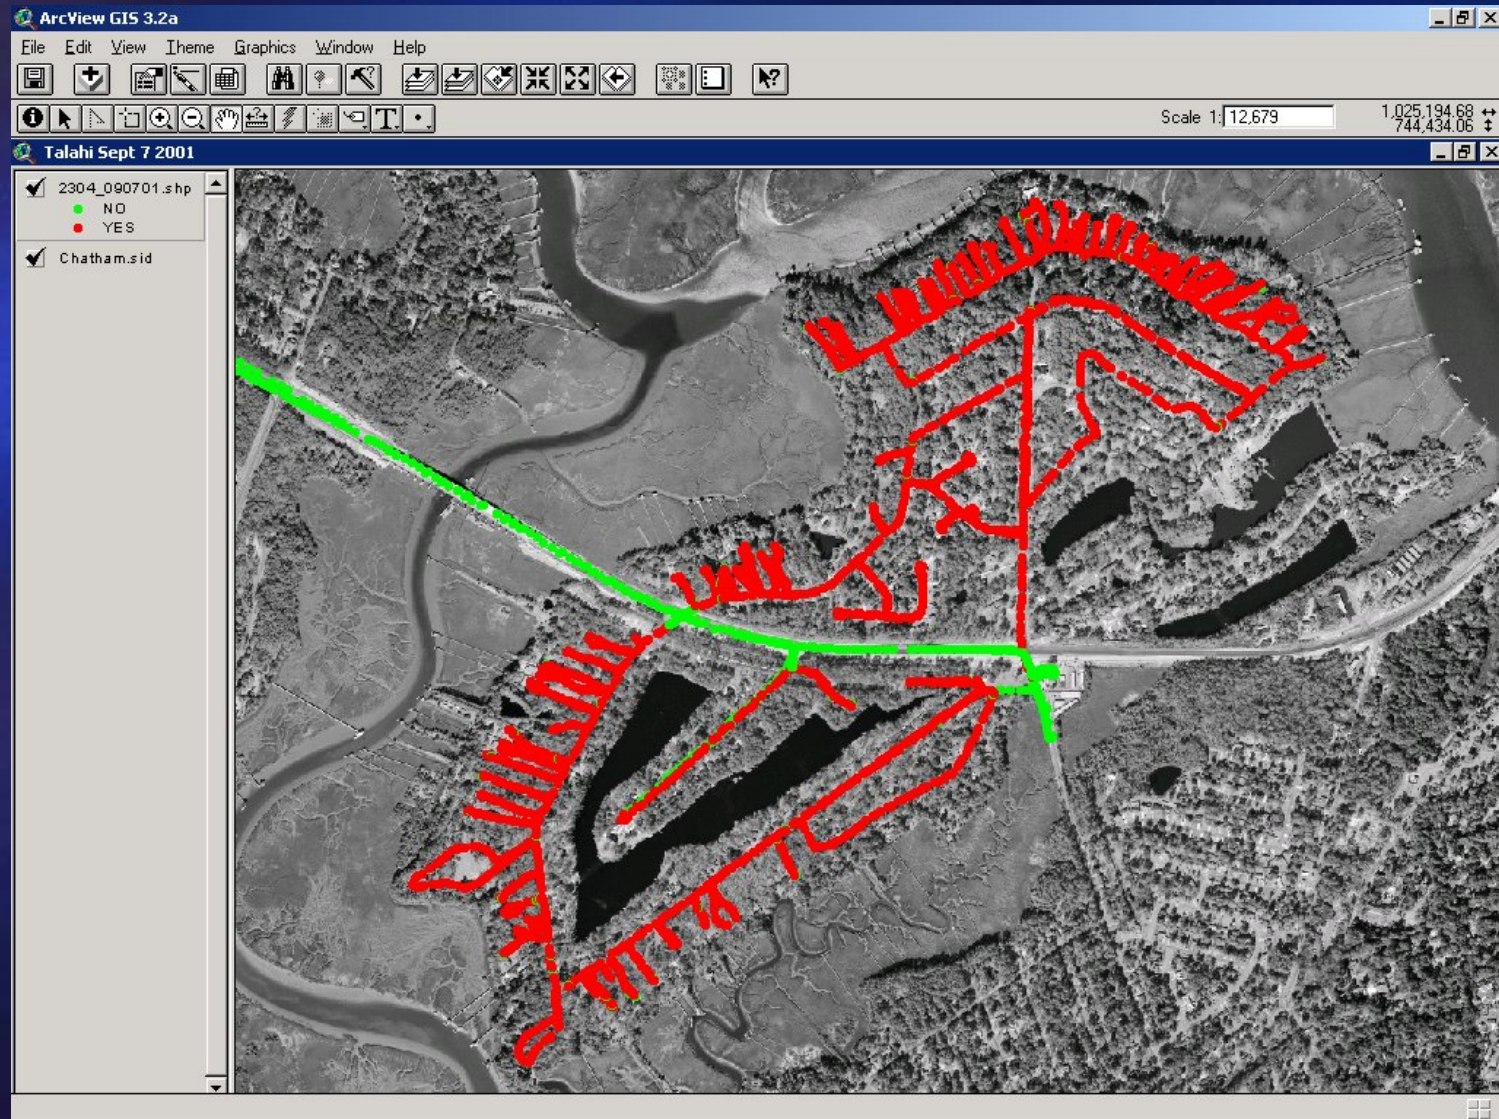 ArcView GIS 3.2a
File Edit View Theme Graphics Window Help
Scale 1: 12,679
1,025,194.68
744,434.06
Talahi Sept 7 2001
2304_090701.shp
NO
YES
Chatham.sid